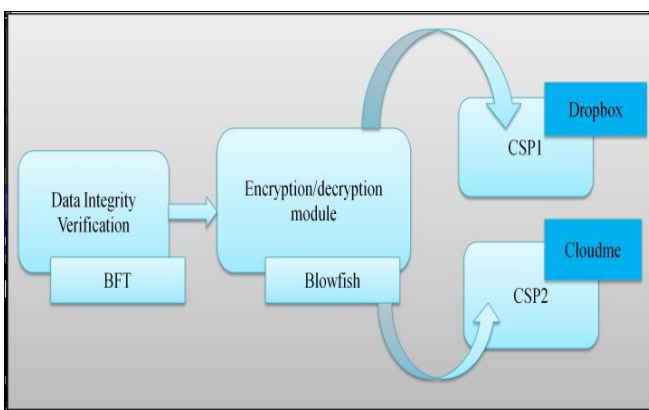 Data Integrity
Verification
BFT
Encryption/decryption
module
Blowfish
CSP1
Dropbox
CSP2
Cloudme